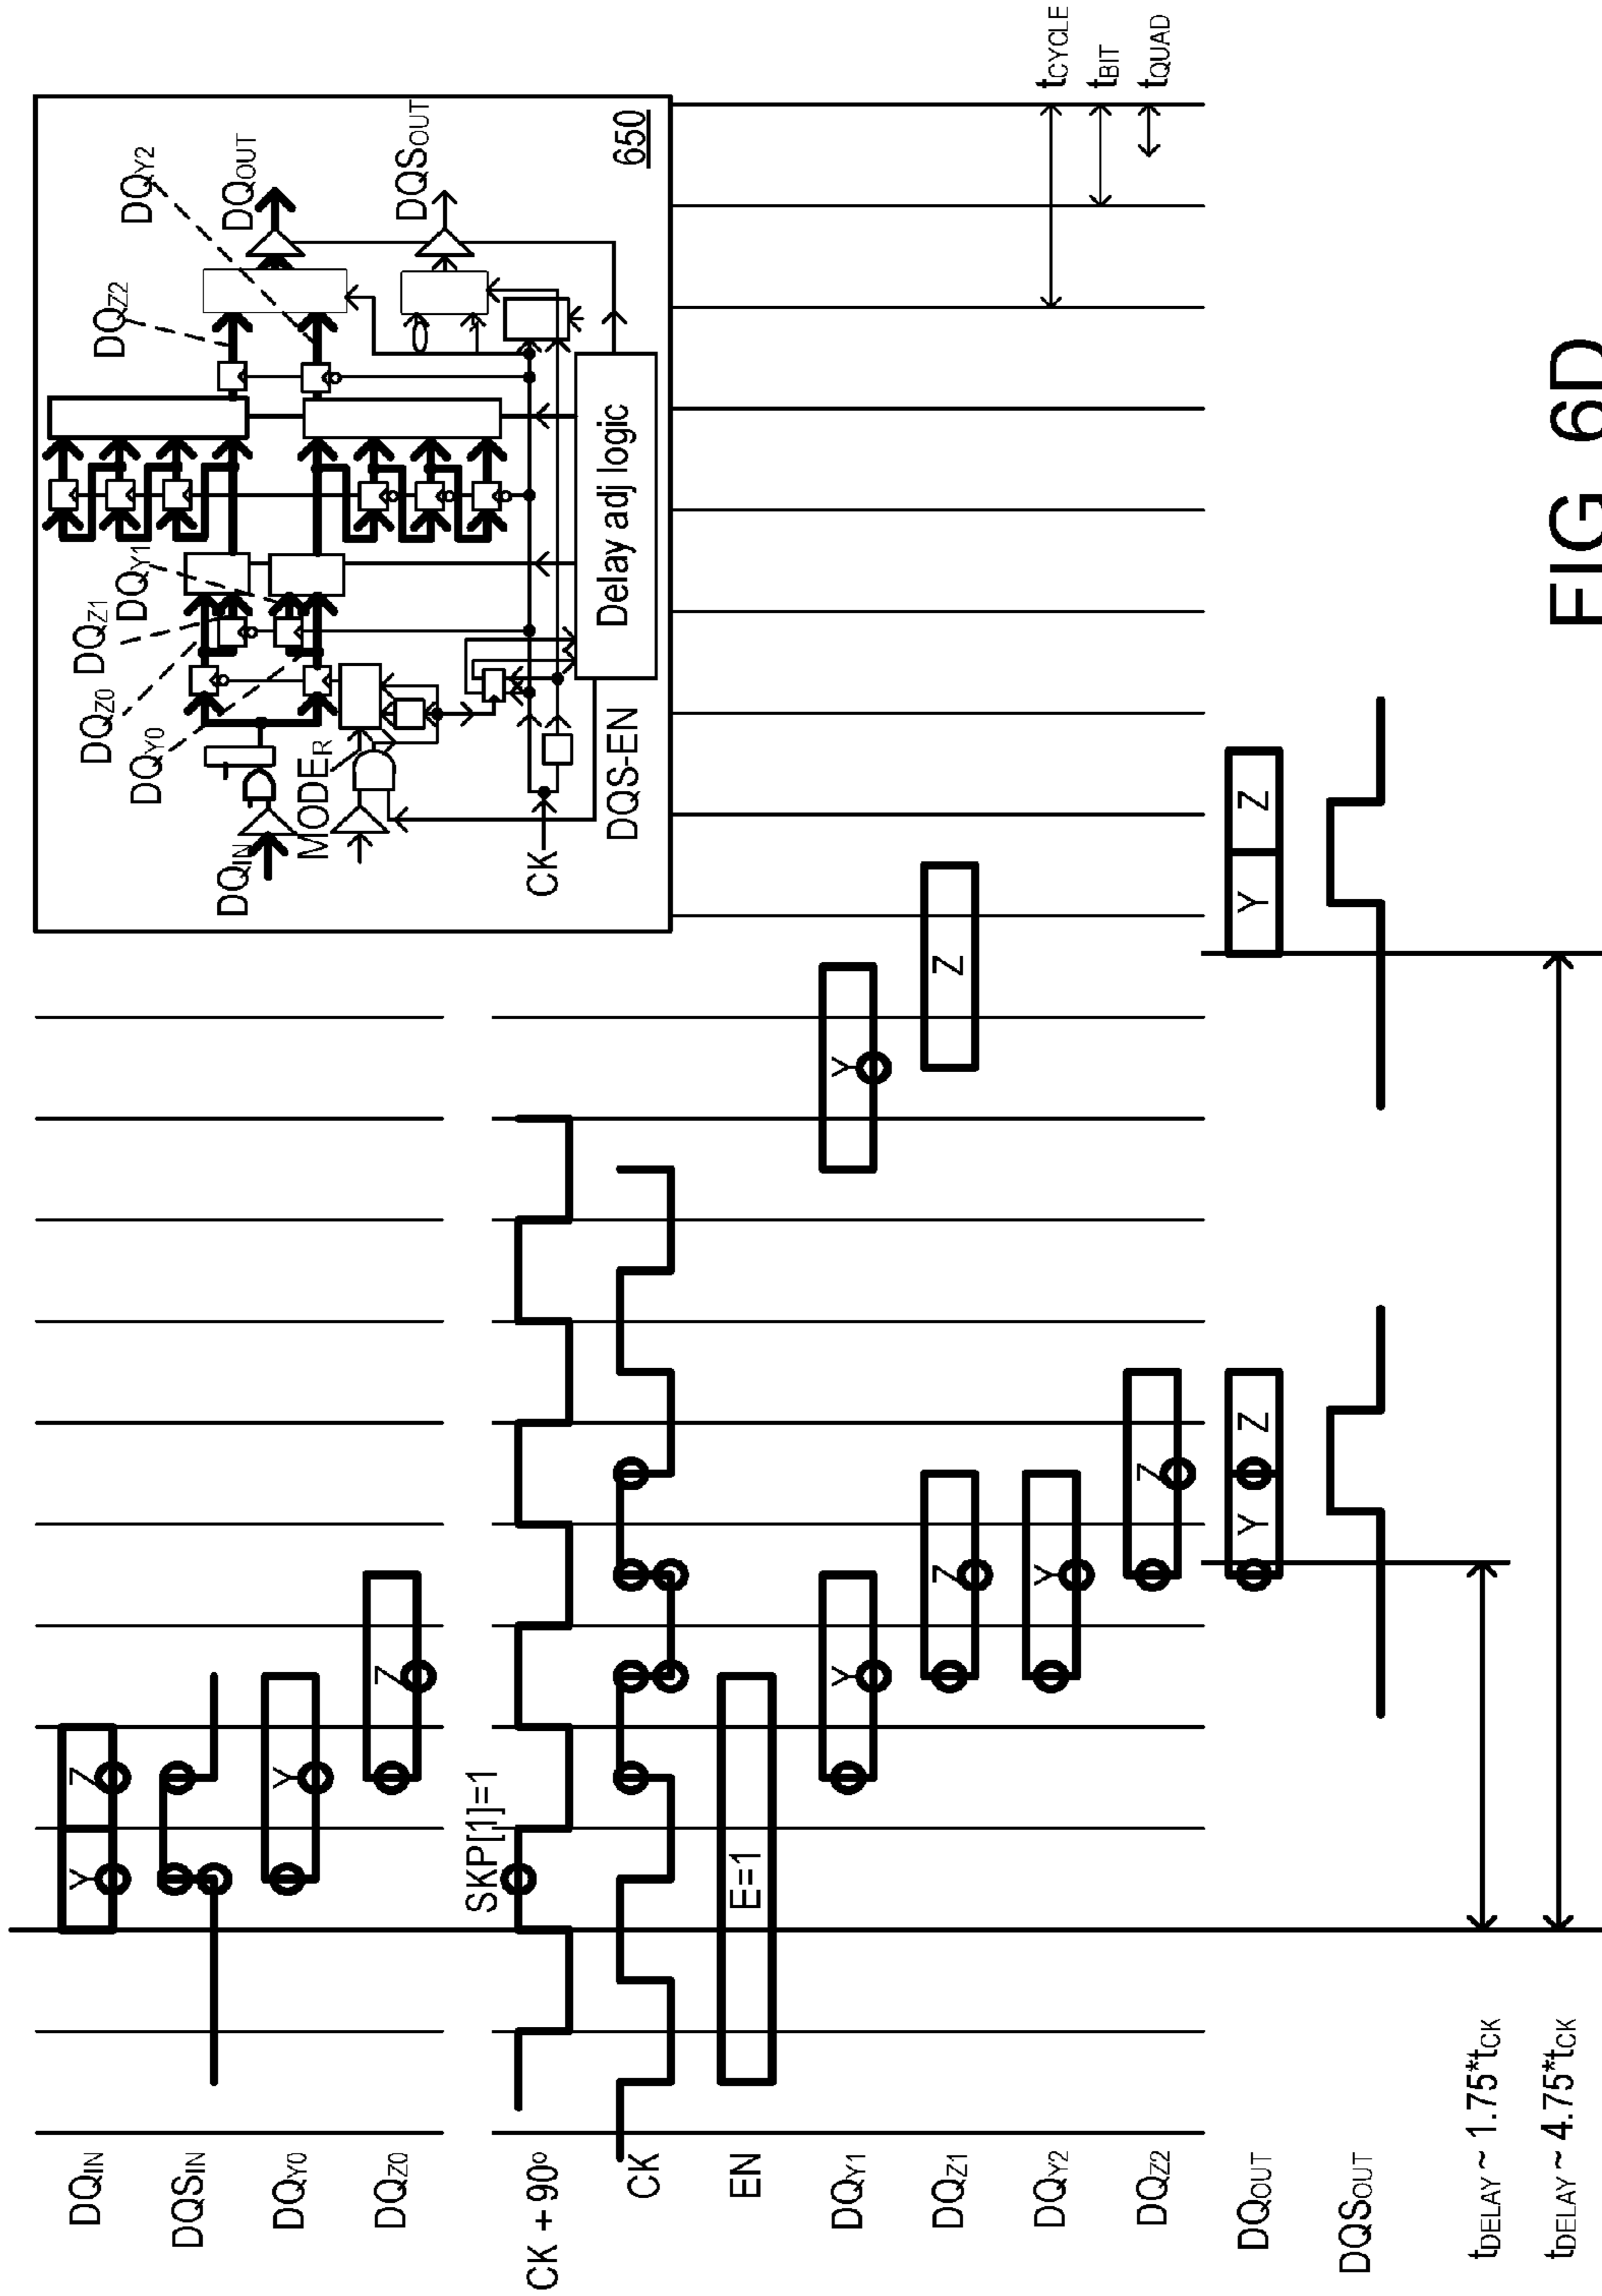 DQIN
DQSIN
DQY0
DQZ0
CK + 90º
CK
EN
DQY1
DQZ1
DQY2
DQZ2
DQOUT
DQSOUT
tDELAY ~ 1.75*tCK
tDELAY ~ 4.75*tCK
Y Z
Y
Z
SKP[1]=1
E=1
Y
Y
Z
Z
Y
Z
Y Z
Y Z
DQIN
DQY0
DQZ0
DQZ1
DQY1
DQZ2
DQY2
DQOUT
DQSOUT
MODER
CK
DQS-EN
Delay adj logic
650
tCYCLE
tBIT
tQUAD
FIG 6D